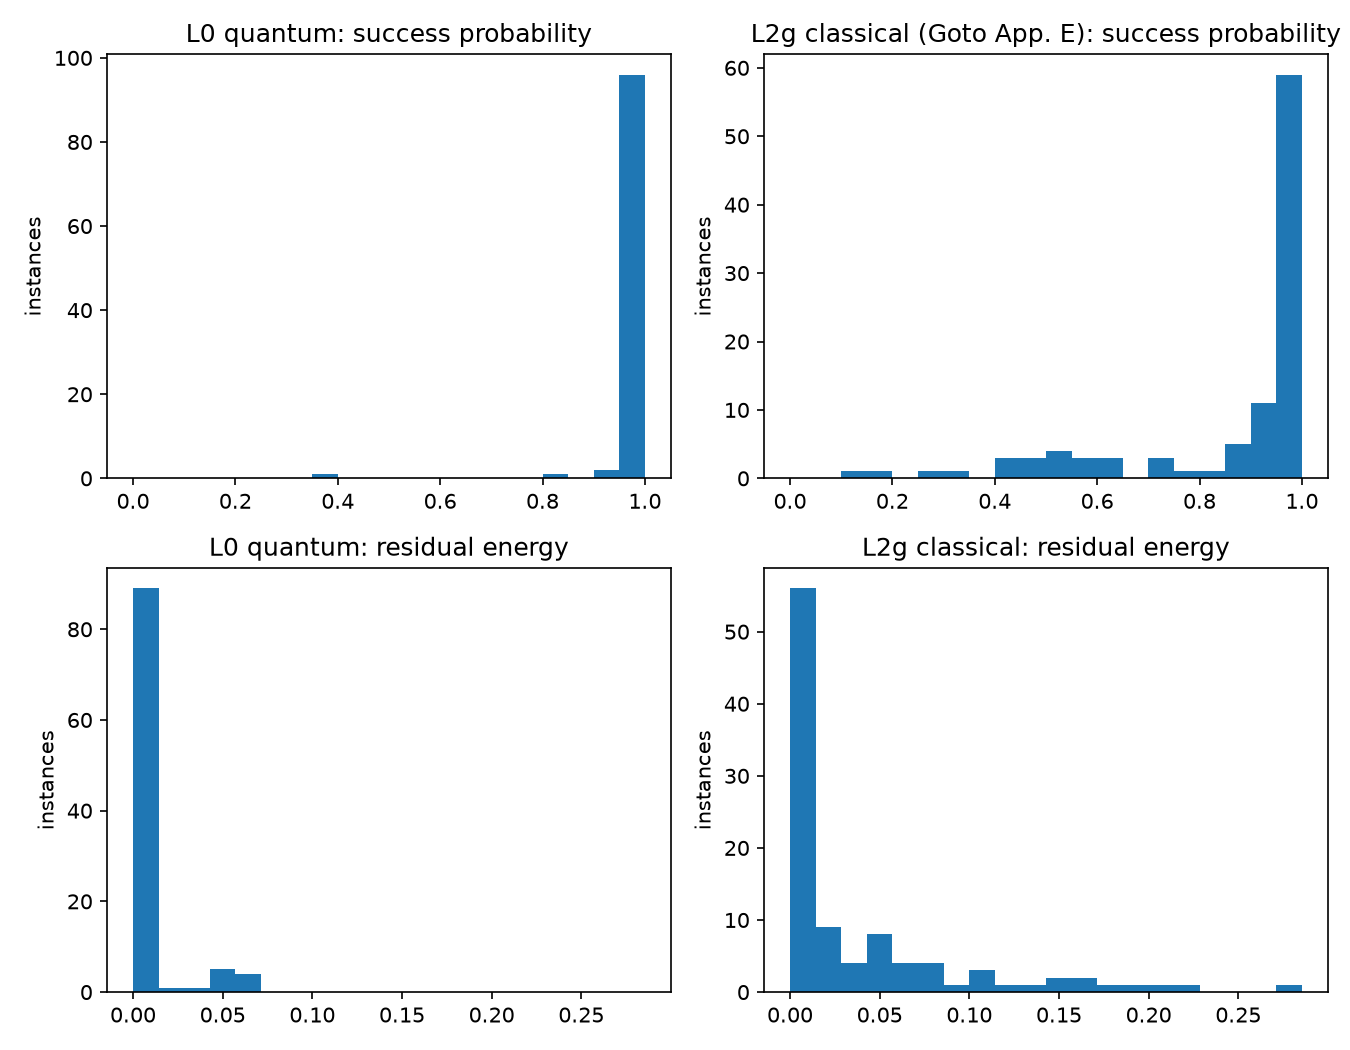 L0 quantum: success probability
100
80
60
40
20
0
instances
0.0 0.2 0.4 0.6 0.8 1.0
L2g classical (Goto App. E): success probability
60
50
40
30
20
10
0
instances
0.0 0.2 0.4 0.6 0.8 1.0
L0 quantum: residual energy
80
60
40
20
0
instances
0.00 0.05 0.10 0.15 0.20 0.25
L2g classical: residual energy
50
40
30
20
10
0
instances
0.00 0.05 0.10 0.15 0.20 0.25